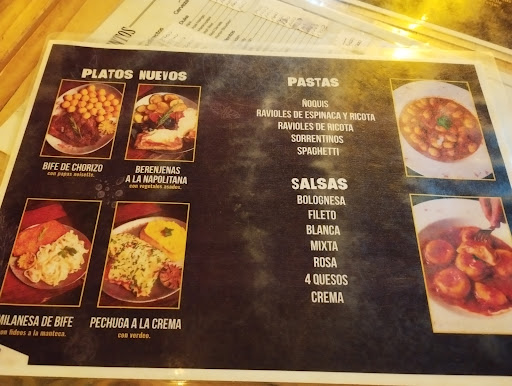 PLATOS NUEVOS
BIFE DE CHORIZO
con papas noisette.
BERENJENAS
A LA NAPOLITANA
con vegetales asados.
MILANESA DE BIFE
con fideos a la manteca.
PECHUGA A LA CREMA
con verdeo.
PASTAS
ÑOQUIS
RAVIOLES DE ESPINACA Y RICOTA
RAVIOLES DE RICOTA
SORRENTINOS
SPAGHETTI
SALSAS
BOLOGNESA
FILETO
BLANCA
MIXTA
ROSA
4 QUESOS
CREMA